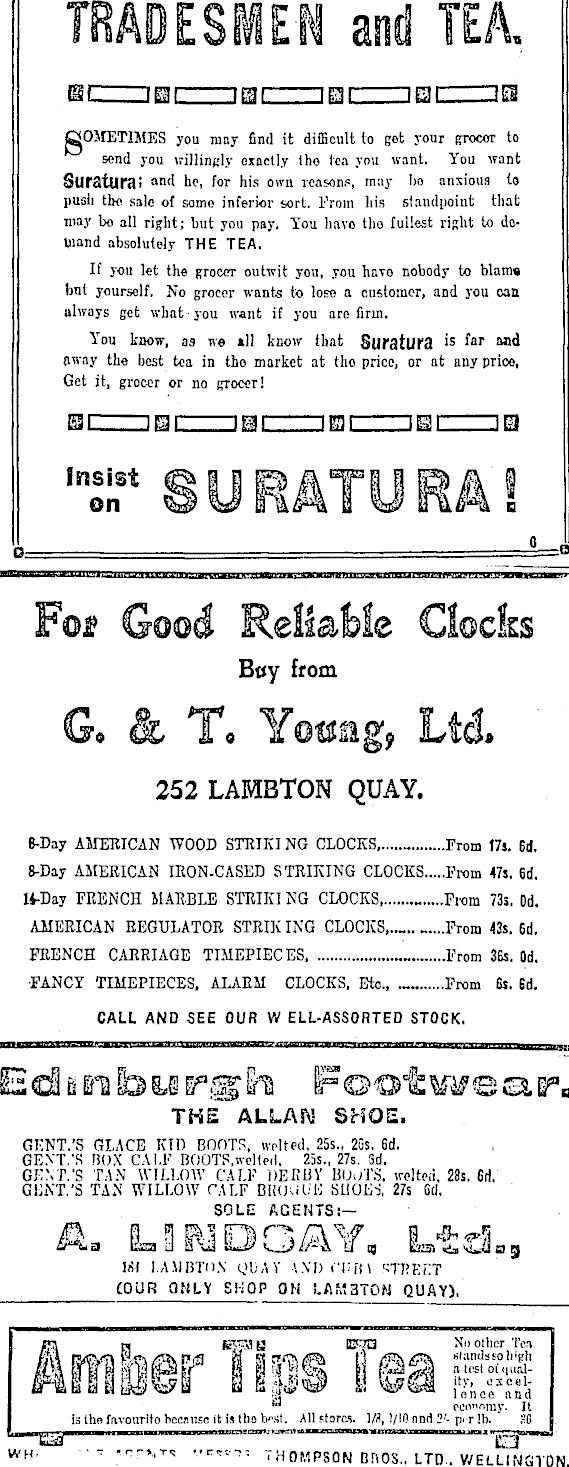 TRADESMEN and TEA.
SOMETIMES you may find it difficult to get your grocer to
send you willingly exactly the tea you want. You want
Suratura; and he, for his own reasons, may be anxious to
push the sale of some inferior sort. From his standpoint that
may be all right; but you pay. You have the fullest right to de-
mand absolutely THE TEA.
If you let the grocer outwit you, you have nobody to blame
but yourself. No grocer wants to lose a customer, and you can
always get what you want if you are firm.
You know, as we all know that Suratura is far and
away the best tea in the market at the price, or at any price,
Get it, grocer or no grocer!
Insist
on SURATURA!
6
For Good Reliable Clocks
Buy from
G. & T. Young, Ltd.
252 LAMBTON QUAY.
8-Day AMERICAN WOOD STRIKING CLOCKS,...............From 17s. 6d.
8-Day AMERICAN IRON-CASED STRIKING CLOCKS.....From 47s. 6d.
14-Day FRENCH MARBLE STRIKING CLOCKS,..............From 73s. 0d.
AMERICAN REGULATOR STRIKING CLOCKS,...... ......From 43s. 6d.
FRENCH CARRIAGE TIMEPIECES, ..............................From 36s. 0d.
FANCY TIMEPIECES, ALARM CLOCKS, Etc., ...........From 6s. 6d.
CALL AND SEE OUR WELL-ASSORTED STOCK.
Edinburgh Footwear.
THE ALLAN SHOE.
GENT.'S GLACE KID BOOTS, welted, 25s., 26s. 6d.
GENT.'S BOX CALF BOOTS, welted, 25s., 27s. 6d.
GENT.'S TAN WILLOW CALF DERBY BOOTS, welted, 28s. 6d.
GENT.'S TAN WILLOW CALF BROGUE SHOES, 27s 6d.
SOLE AGENTS:—
A. LINDSAY, Ltd.,
181 LAMBTON QUAY AND CUBA STREET
(OUR ONLY SHOP ON LAMBTON QUAY).
Amber Tips Tea
No other Tea
stands so high
a test of qual-
ity, excel-
lence and
economy. It
is the favourite because it is the best. All stores. 1/8, 1/10 and 2/- per lb. 86
AGENTS, MESSRS THOMPSON BROS., LTD., WELLINGTON.